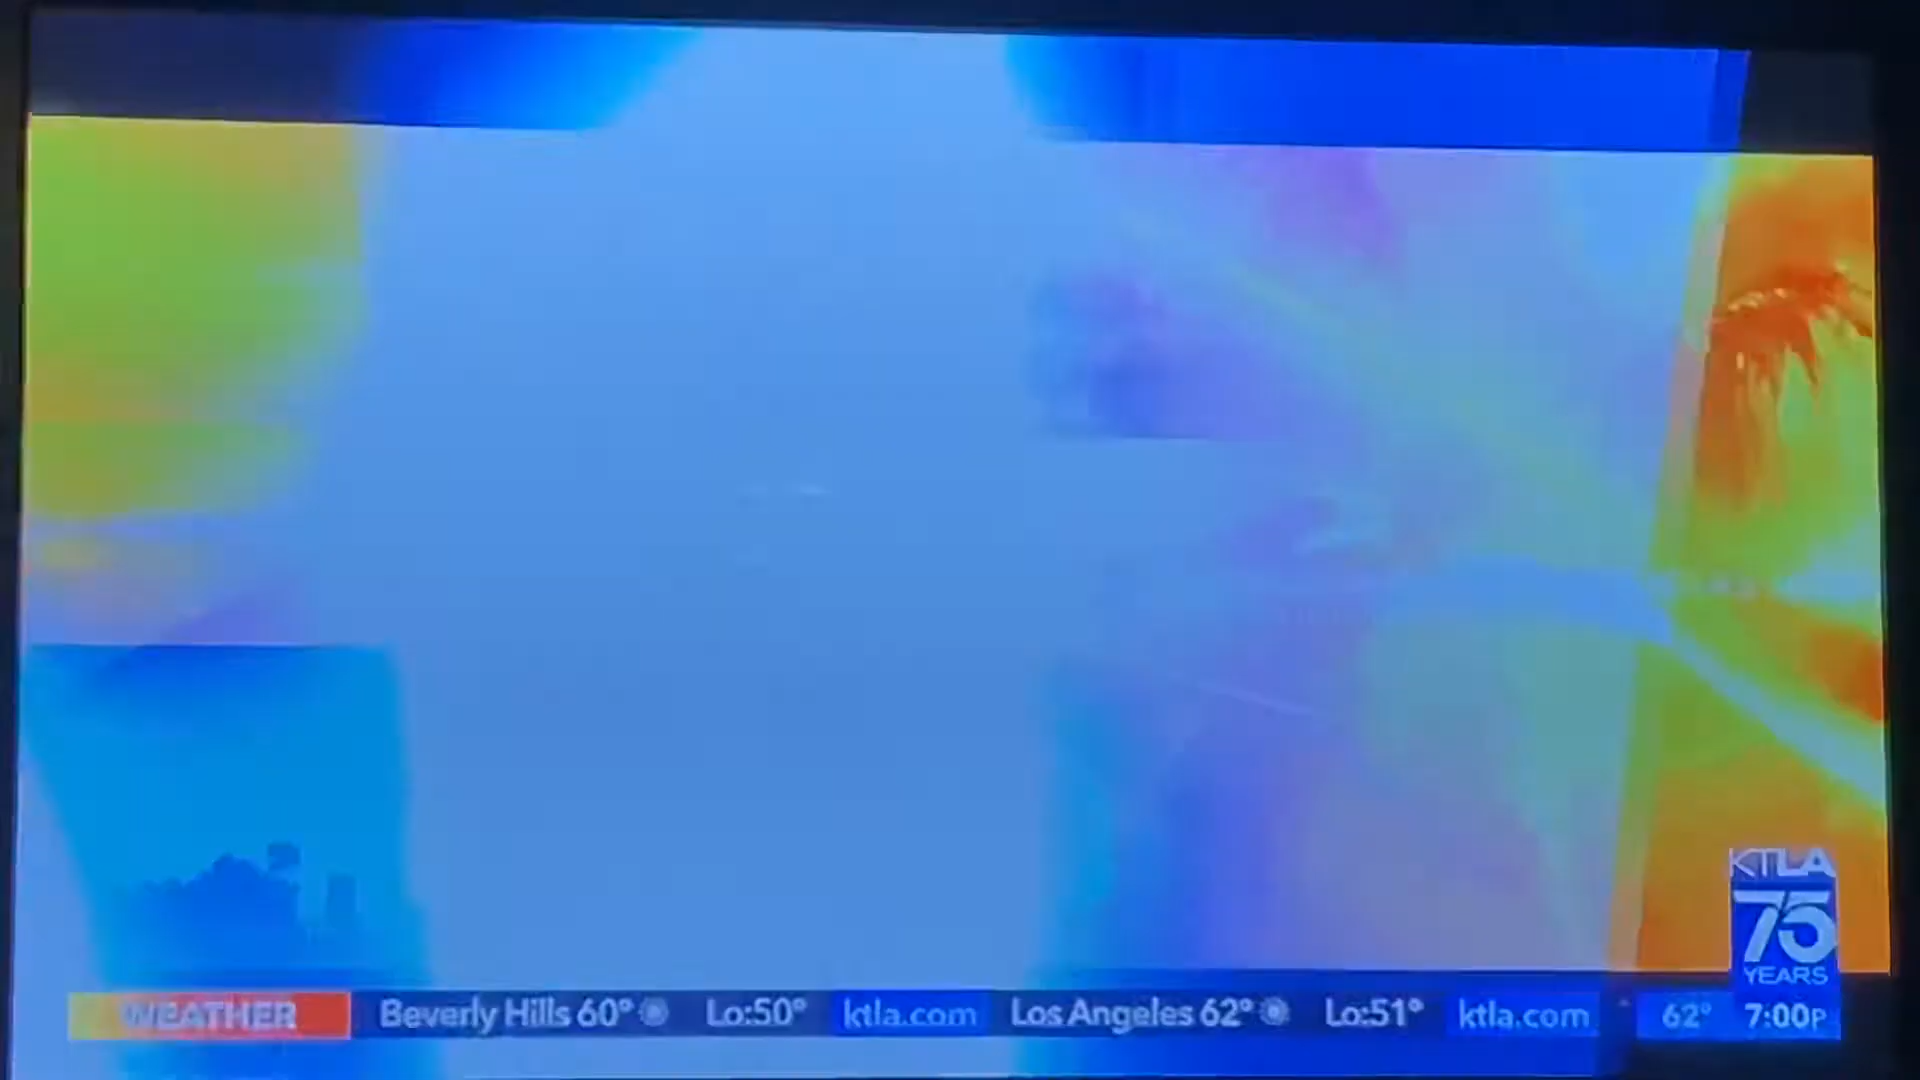 KTLA
75
YEARS
WEATHER Beverly Hills 60° Lo:50° ktla.com Los Angeles 62° Lo:51° ktla.com 62° 7:00P